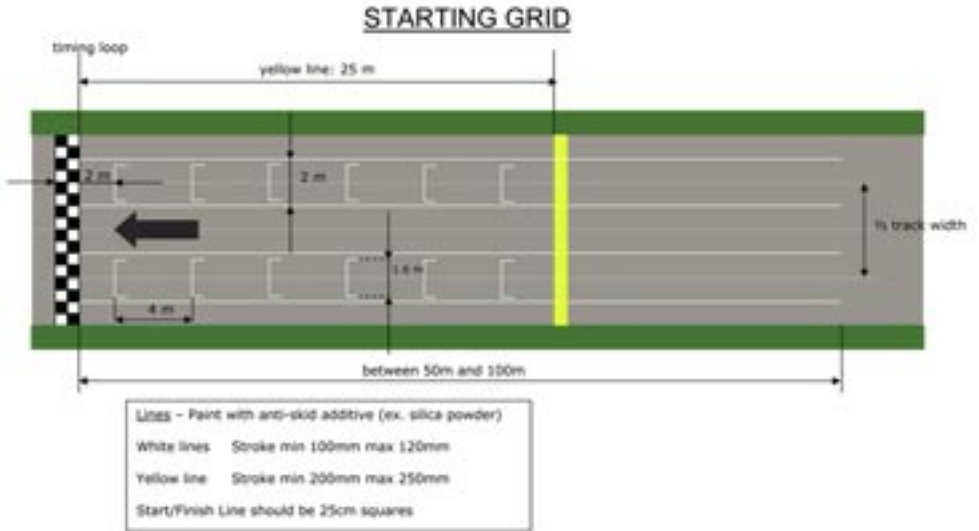 STARTING GRID
timing loop
yellow line: 25 m
2 m
2 m
½ track width
1.6 m
4 m
between 50m and 100m
Lines – Paint with anti-skid additive (ex. silica powder)
White lines Stroke min 100mm max 120mm
Yellow line Stroke min 200mm max 250mm
Start/Finish Line should be 25cm squares